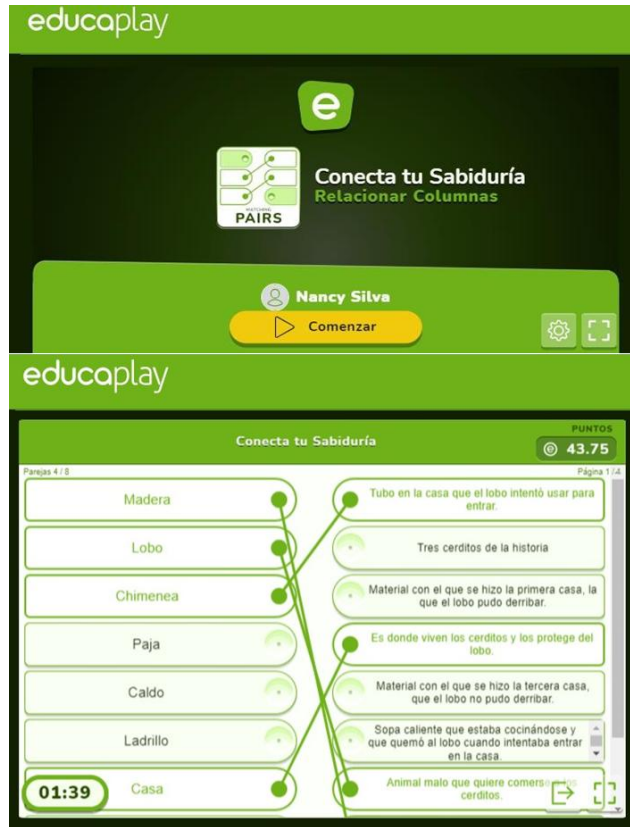 educaplay
e
MATCHING
PAIRS
Conecta tu Sabiduría
Relacionar Columnas
Nancy Silva
Comenzar
educaplay
Conecta tu Sabiduría
PUNTOS
e 43.75
Parejas 4 / 8
Página 1 / 4
Madera
Tubo en la casa que el lobo intentó usar para
entrar.
Lobo
Tres cerditos de la historia
Chimenea
Material con el que se hizo la primera casa, la
que el lobo pudo derribar.
Paja
Es donde viven los cerditos y los protege del
lobo.
Caldo
Material con el que se hizo la tercera casa,
que el lobo no pudo derribar.
Ladrillo
Sopa caliente que estaba cocinándose y
que quemó al lobo cuando intentaba entrar
en la casa.
01:39
Casa
Animal malo que quiere comerse a los
cerditos.